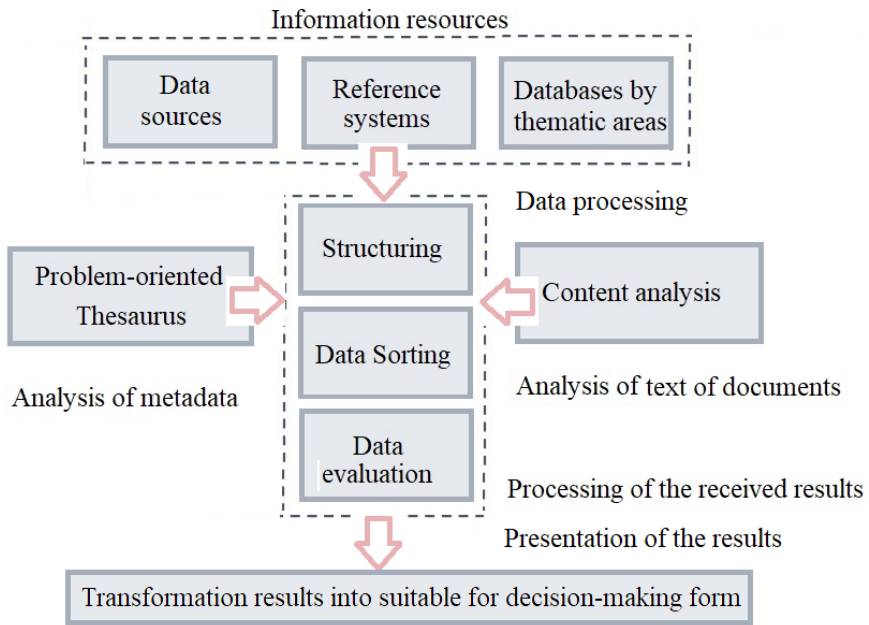 Information resources
Data
sources
Reference
systems
Databases by
thematic areas
Data processing
Structuring
Problem-oriented
Thesaurus
Content analysis
Data Sorting
Analysis of metadata
Analysis of text of documents
Data
evaluation
Processing of the received results
Presentation of the results
Transformation results into suitable for decision-making form